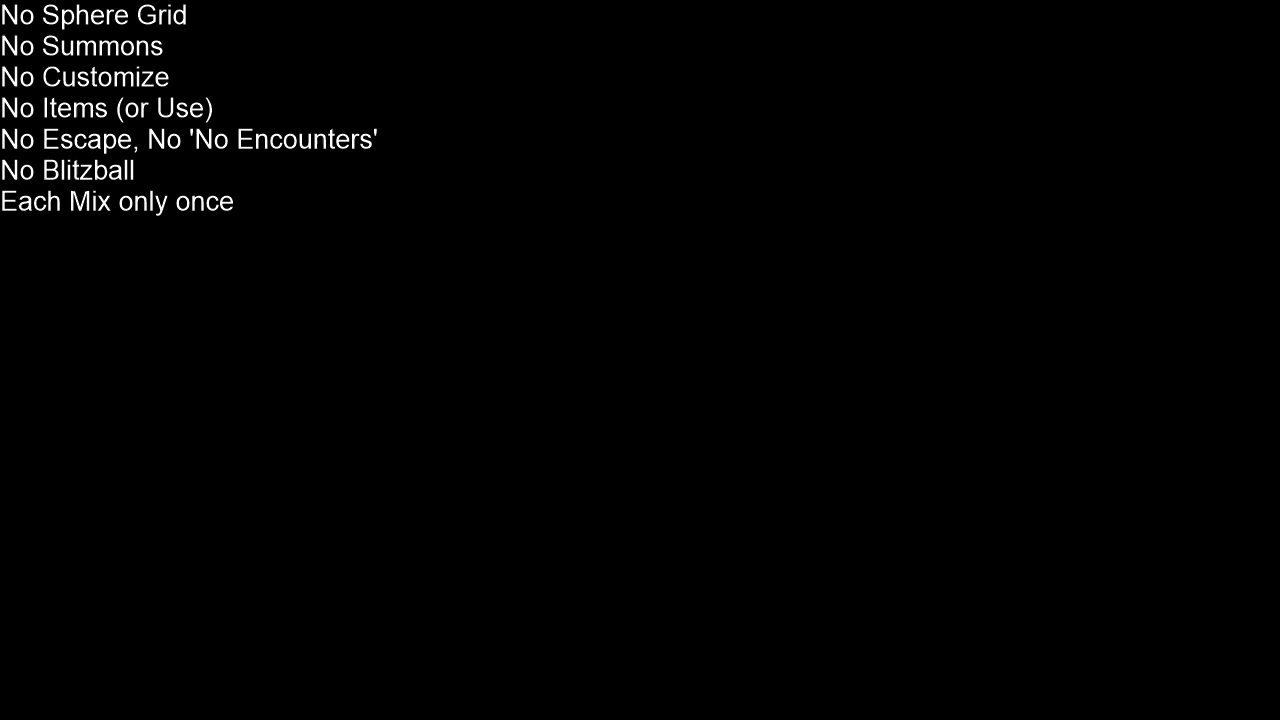 No Sphere Grid
No Summons
No Customize
No Items (or Use)
No Escape, No 'No Encounters'
No Blitzball
Each Mix only once